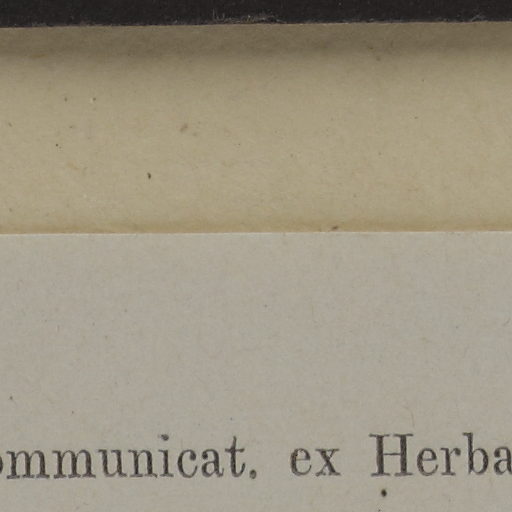 ommunicat. ex Herba